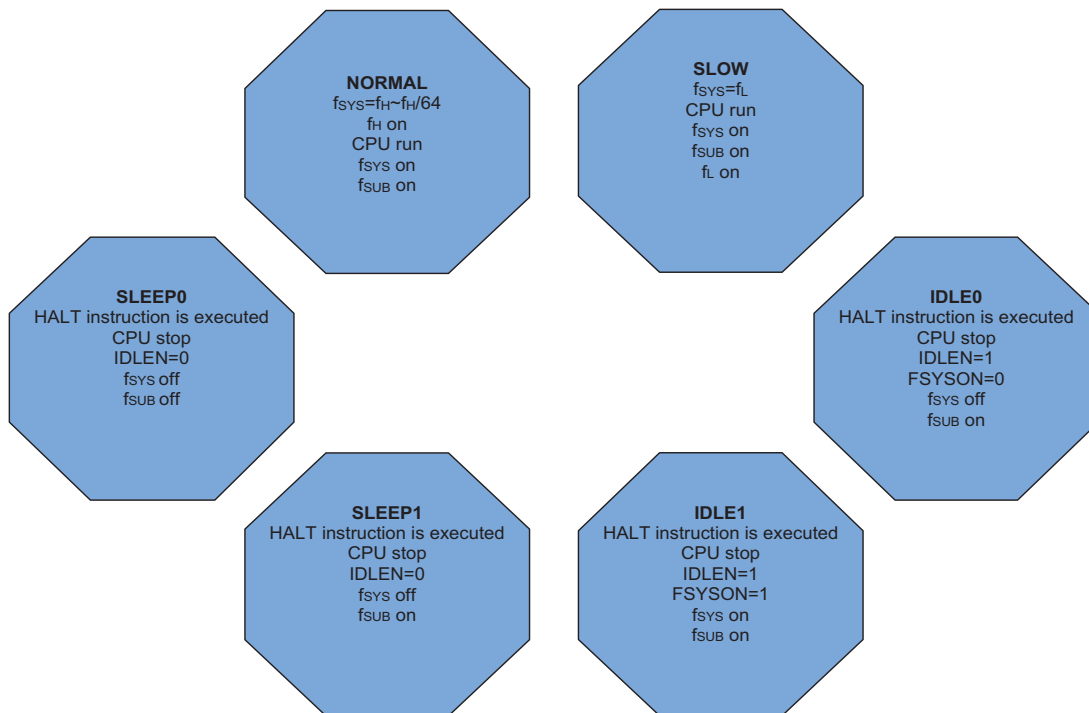 NORMAL
fSYS=fH~fH/64
fH on
CPU run
fSYS on
fSUB on
SLOW
fSYS=fL
CPU run
fSYS on
fSUB on
fL on
SLEEP0
HALT instruction is executed
CPU stop
IDLEN=0
fSYS off
fSUB off
IDLE0
HALT instruction is executed
CPU stop
IDLEN=1
FSYSON=0
fSYS off
fSUB on
SLEEP1
HALT instruction is executed
CPU stop
IDLEN=0
fSYS off
fSUB on
IDLE1
HALT instruction is executed
CPU stop
IDLEN=1
FSYSON=1
fSYS on
fSUB on